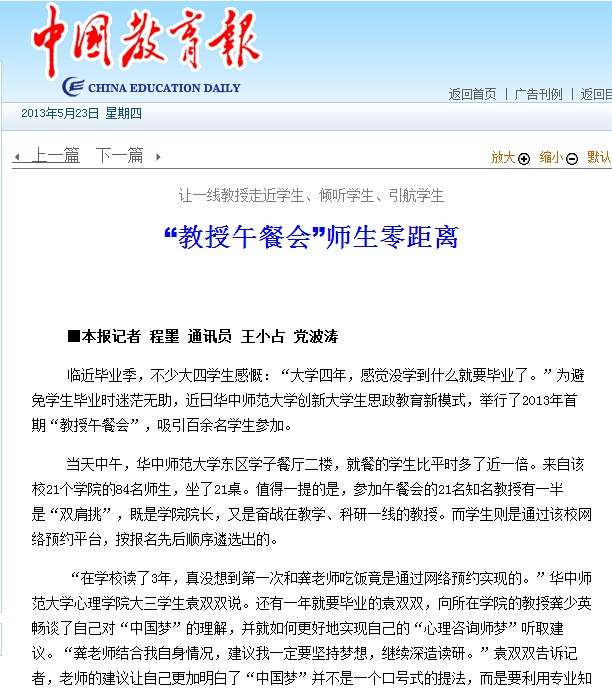 中国教育报
CHINA EDUCATION DAILY
返回首页 | 广告刊例 | 返回目
2013年5月23日 星期四
上一篇 下一篇
放大 缩小 默认
让一线教授走近学生、倾听学生、引航学生
“教授午餐会”师生零距离
■本报记者 程墨 通讯员 王小占 党波涛
临近毕业季，不少大四学生感慨：“大学四年，感觉没学到什么就要毕业了。”为避
免学生毕业时迷茫无助，近日华中师范大学创新大学生思政教育新模式，举行了2013年首
期“教授午餐会”，吸引百余名学生参加。
当天中午，华中师范大学东区学子餐厅二楼，就餐的学生比平时多了近一倍。来自该
校21个学院的84名师生，坐了21桌。值得一提的是，参加午餐会的21名知名教授有一半
是“双肩挑”，既是学院院长，又是奋战在教学、科研一线的教授。而学生则是通过该校网
络预约平台，按报名先后顺序遴选出的。
“在学校读了3年，真没想到第一次和龚老师吃饭竟是通过网络预约实现的。”华中师
范大学心理学院大三学生袁双双说。还有一年就要毕业的袁双双，向所在学院的教授龚少英
畅谈了自己对“中国梦”的理解，并就如何更好地实现自己的“心理咨询师梦”听取建
议。“龚老师结合我自身情况，建议我一定要坚持梦想，继续深造读研。”袁双双告诉记
者，老师的建议让自己更加明白了“中国梦”并不是一个口号式的提法，而是要利用专业知